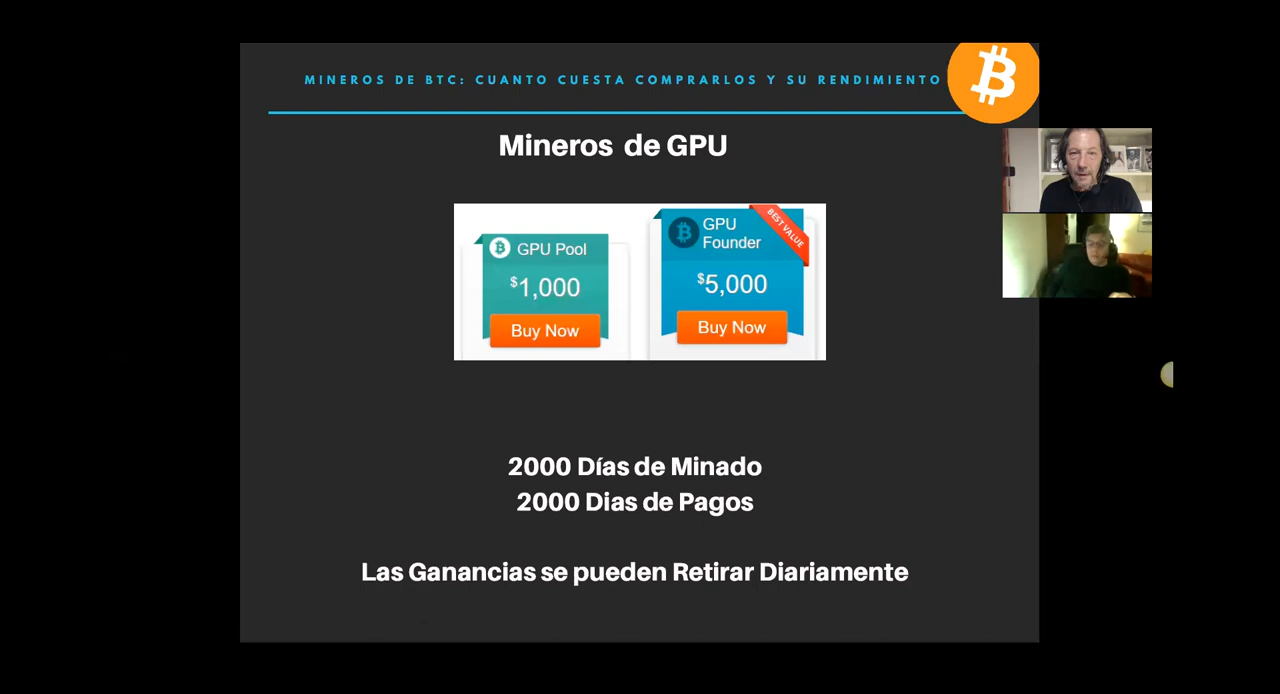 MINEROS DE BTC: CUANTO CUESTA COMPRARLOS Y SU RENDIMIENTO
Mineros de GPU
GPU Pool
$1,000
Buy Now
GPU
Founder
BEST VALUE
$5,000
Buy Now
2000 Días de Minado
2000 Dias de Pagos
Las Ganancias se pueden Retirar Diariamente